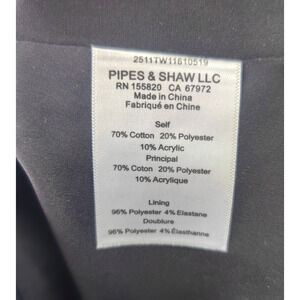 2511TW11610519
PIPES & SHAW LLC
RN 155820 CA 67972
Made in China
Fabriqué en Chine
Self
70% Cotton 20% Polyester
10% Acrylic
Principal
70% Coton 20% Polyester
10% Acrylique
Lining
96% Polyester 4% Elastane
Doublure
96% Polyester 4% Élasthanne